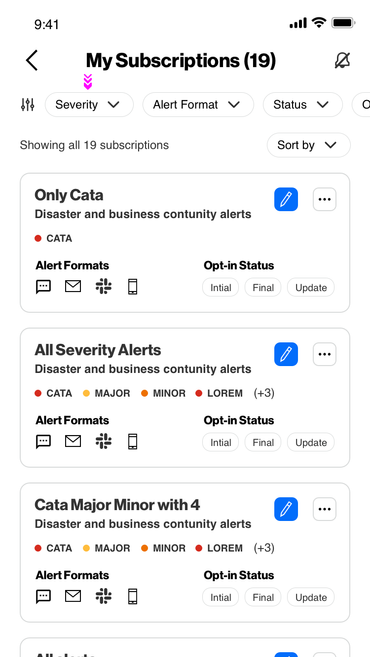 9:41
My Subscriptions (19)
Severity
Alert Format
Status
Showing all 19 subscriptions
Sort by
Only Cata
Disaster and business contunity alerts
CATA
Alert Formats
Opt-in Status
Intial
Final
Update
All Severity Alerts
Disaster and business contunity alerts
CATA MAJOR MINOR LOREM (+3)
Alert Formats
Opt-in Status
Intial
Final
Update
Cata Major Minor with 4
Disaster and business contunity alerts
CATA MAJOR MINOR LOREM (+3)
Alert Formats
Opt-in Status
Intial
Final
Update